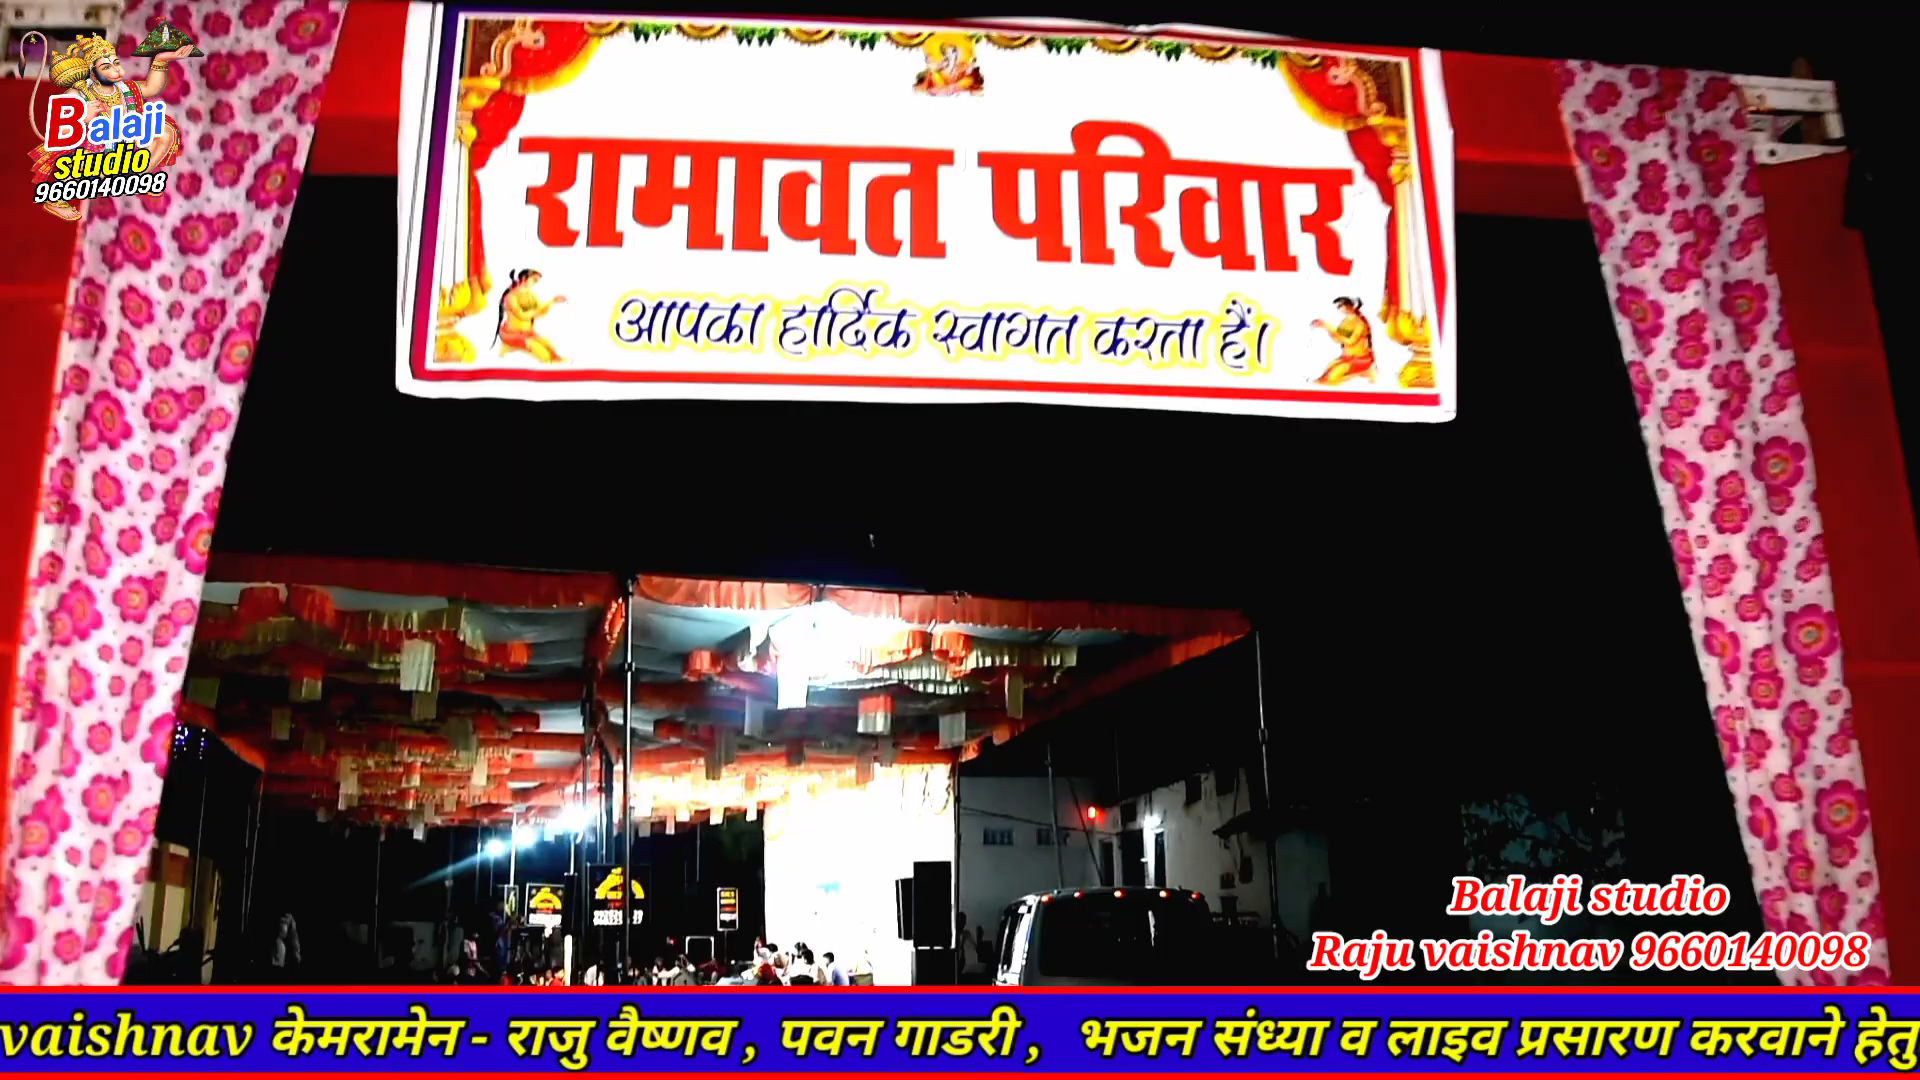 Balaji
studio
9660140098
रामावत परिवार
आपका हार्दिक स्वागत करता हैं।
Balaji studio
Raju vaishnav 9660140098
vaishnav केमरामेन - राजु वैष्णव , पवन गाडरी , भजन संध्या व लाइव प्रसारण करवाने हेतु